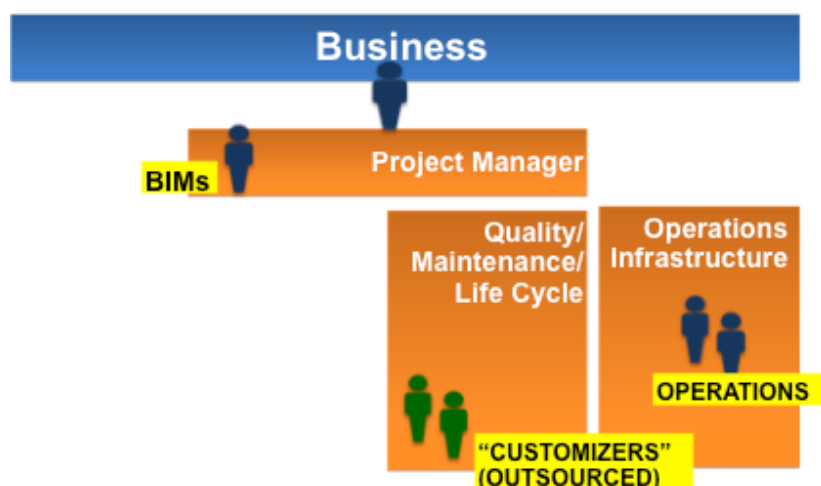 Business
BIMs
Project Manager
Quality/
Maintenance/
Life Cycle
Operations
Infrastructure
OPERATIONS
“CUSTOMIZERS”
(OUTSOURCED)